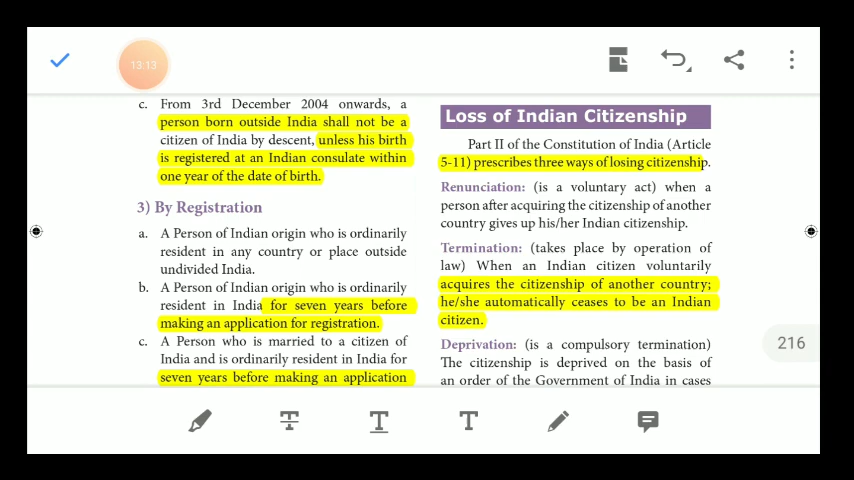 13:13
c. From 3rd December 2004 onwards, a
person born outside India shall not be a
citizen of India by descent, unless his birth
is registered at an Indian consulate within
one year of the date of birth.
3) By Registration
a. A Person of Indian origin who is ordinarily
resident in any country or place outside
undivided India.
b. A Person of Indian origin who is ordinarily
resident in India for seven years before
making an application for registration.
c. A Person who is married to a citizen of
India and is ordinarily resident in India for
seven years before making an application
Loss of Indian Citizenship
Part II of the Constitution of India (Article
5-11) prescribes three ways of losing citizenship.
Renunciation: (is a voluntary act) when a
person after acquiring the citizenship of another
country gives up his/her Indian citizenship.
Termination: (takes place by operation of
law) When an Indian citizen voluntarily
acquires the citizenship of another country;
he/she automatically ceases to be an Indian
citizen.
Deprivation: (is a compulsory termination)
The citizenship is deprived on the basis of
an order of the Government of India in cases
216